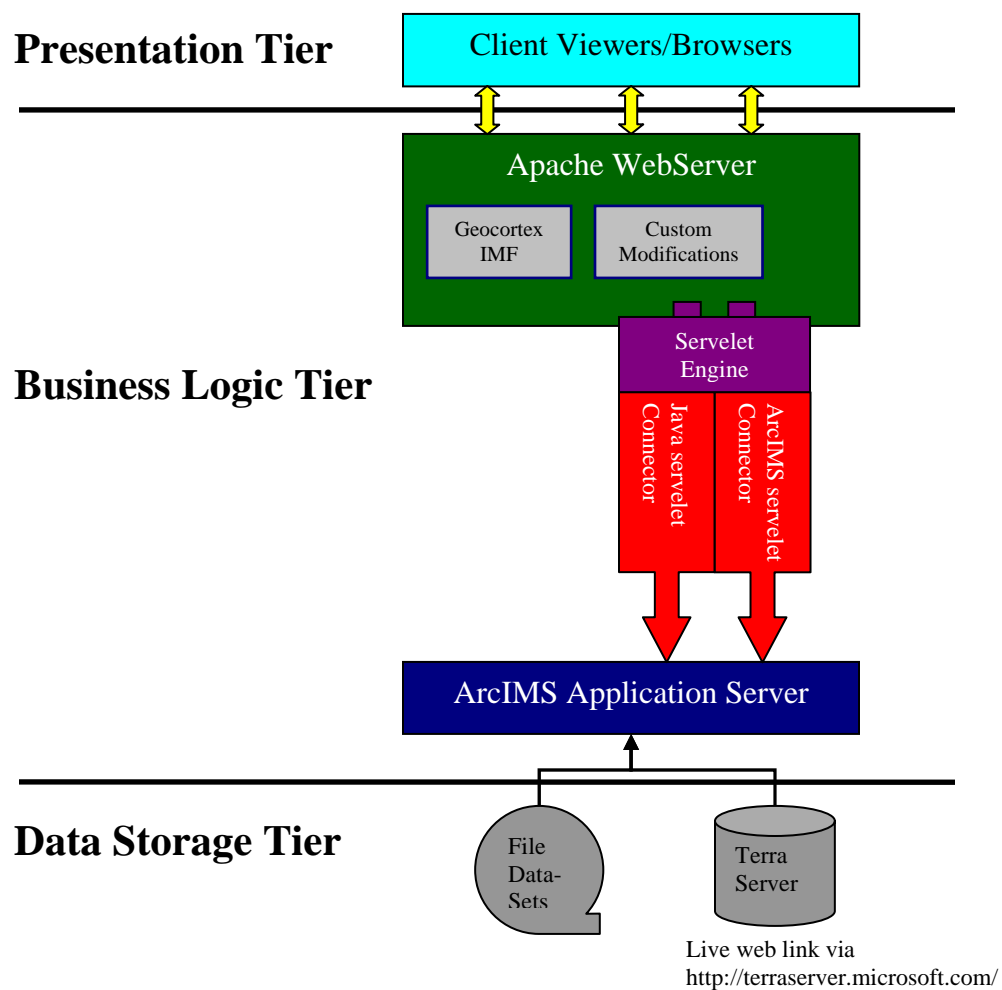 Presentation Tier
Client Viewers/Browsers
Apache WebServer
Geocortex
IMF
Custom
Modifications
Servelet
Engine
Business Logic Tier
Java servelet
Connector
ArcIMS servelet
Connector
ArcIMS Application Server
Data Storage Tier
File
Data-
Sets
Terra
Server
Live web link via
http://terraserver.microsoft.com/